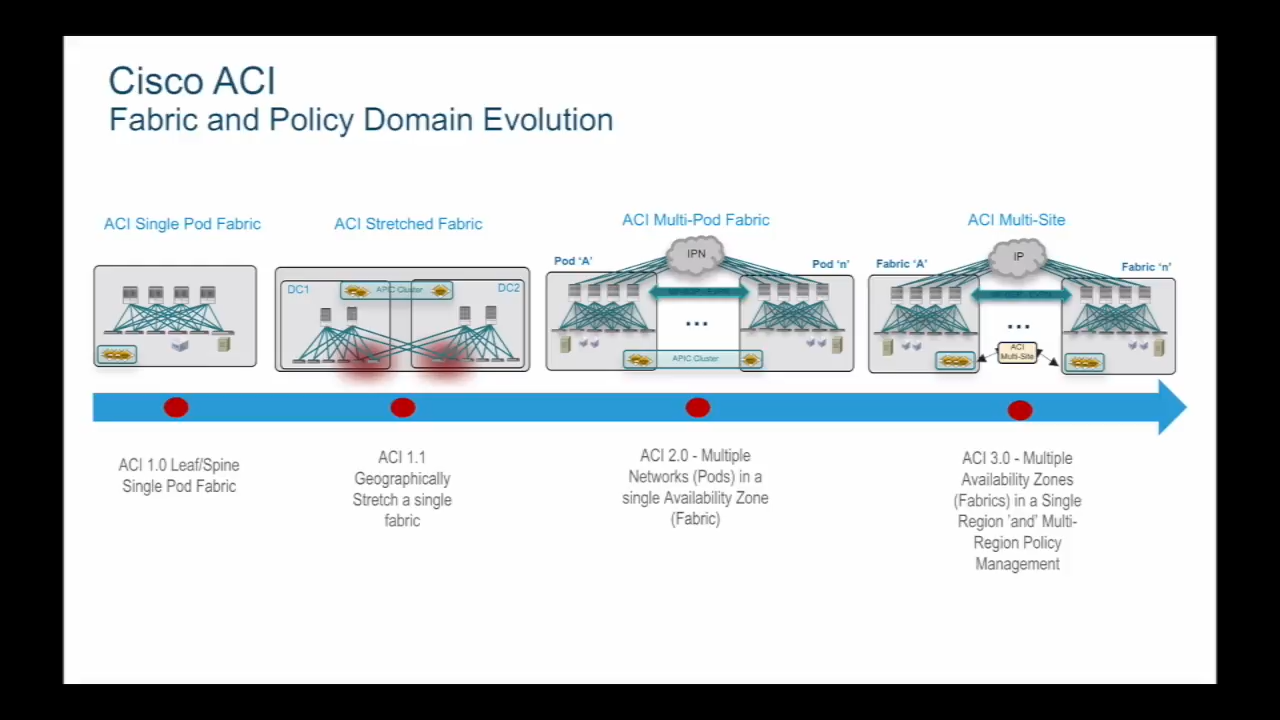 Cisco ACI
Fabric and Policy Domain Evolution
ACI Single Pod Fabric
ACI Stretched Fabric
ACI Multi-Pod Fabric
ACI Multi-Site
DC1
APIC Cluster
DC2
Pod 'A'
IPN
Pod 'n'
...
APIC Cluster
Fabric 'A'
IP
Fabric 'n'
...
ACI
Multi-Site
ACI 1.0 Leaf/Spine
Single Pod Fabric
ACI 1.1
Geographically
Stretch a single
fabric
ACI 2.0 - Multiple
Networks (Pods) in a
single Availability Zone
(Fabric)
ACI 3.0 - Multiple
Availability Zones
(Fabrics) in a Single
Region 'and' Multi-
Region Policy
Management